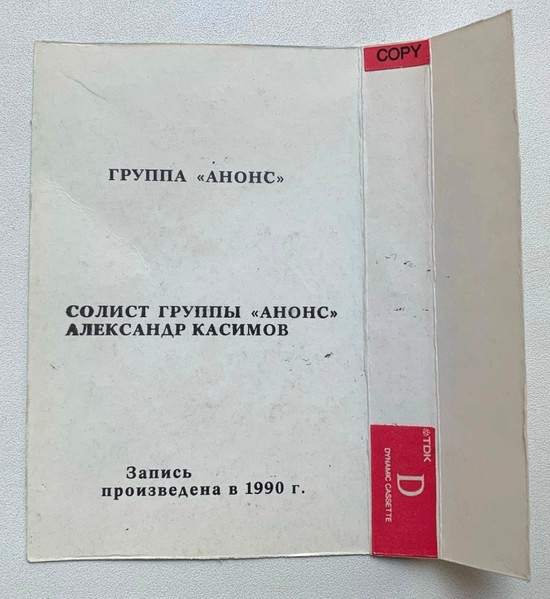 ГРУППА «АНОНС»
СОЛИСТ ГРУППЫ «АНОНС»
АЛЕКСАНДР КАСИМОВ
Запись
произведена в 1990 г.
COPY
TDK
D
DYNAMIC CASSETTE